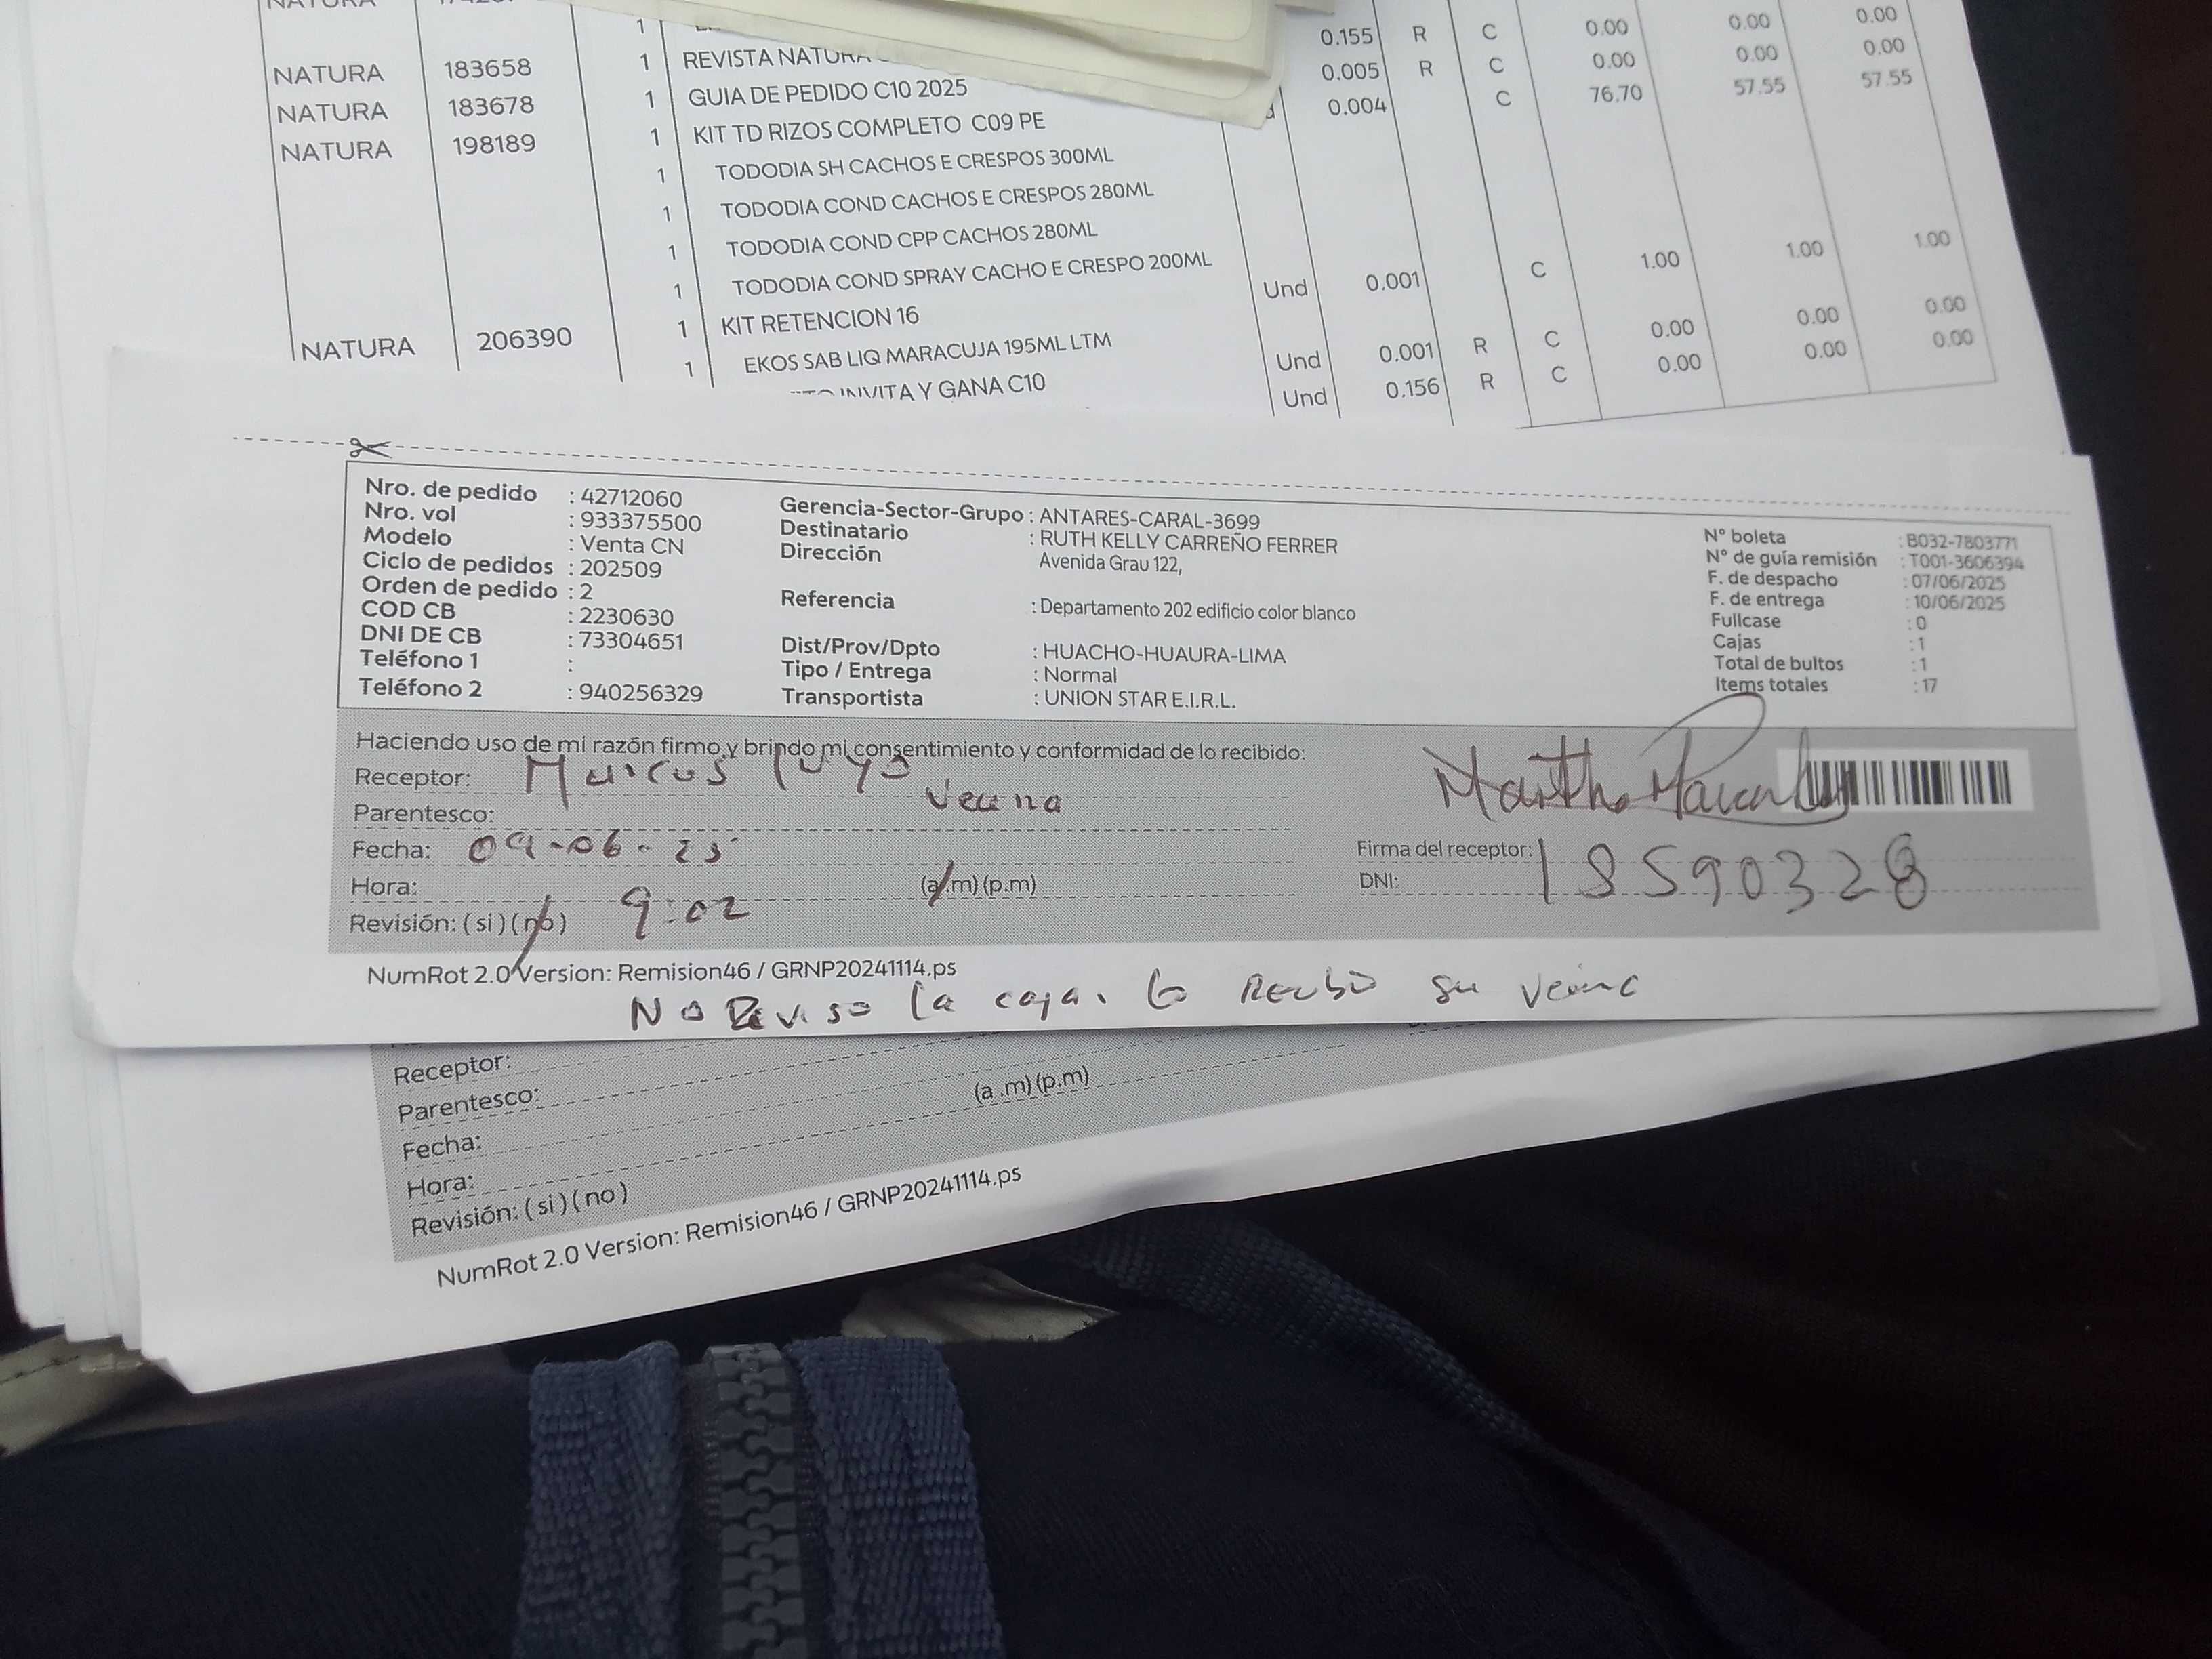 NATURA
1
0.155 R C 0.00 0.00 0.00
NATURA 183658 1 REVISTA NATURA 0.005 R C 0.00 0.00 0.00
NATURA 183678 1 GUIA DE PEDIDO C10 2025 0.004 C 76.70 57.55 57.55
NATURA 198189 1 KIT TD RIZOS COMPLETO C09 PE
1 TODODIA SH CACHOS E CRESPOS 300ML
1 TODODIA COND CACHOS E CRESPOS 280ML
1 TODODIA COND CPP CACHOS 280ML
1 TODODIA COND SPRAY CACHO E CRESPO 200ML Und 0.001 C 1.00 1.00 1.00
NATURA 206390 1 KIT RETENCION 16
1 EKOS SAB LIQ MARACUJA 195ML LTM Und 0.001 R C 0.00 0.00 0.00
INVITA Y GANA C10 Und 0.156 R C 0.00 0.00 0.00
Nro. de pedido : 42712060
Nro. vol : 933375500
Modelo : Venta CN
Ciclo de pedidos : 202509
Orden de pedido : 2
COD CB : 2230630
DNI DE CB : 73304651
Teléfono 1 :
Teléfono 2 : 940256329
Gerencia-Sector-Grupo : ANTARES-CARAL-3699
Destinatario : RUTH KELLY CARREÑO FERRER
Dirección Avenida Grau 122,
Referencia : Departamento 202 edificio color blanco
Dist/Prov/Dpto : HUACHO-HUAURA-LIMA
Tipo / Entrega : Normal
Transportista : UNION STAR E.I.R.L.
N° boleta : B032-7803771
N° de guía remisión : T001-3606394
F. de despacho : 07/06/2025
F. de entrega : 10/06/2025
Fullcase : 0
Cajas : 1
Total de bultos : 1
Items totales : 17
Haciendo uso de mi razón firmo y brindo mi consentimiento y conformidad de lo recibido:
Receptor: Marcos
Parentesco: vecina
Fecha: 09-06-25
Hora: 9:02 (a.m) (p.m)
Revisión: (si) (no)
Martha
Firma del receptor:
DNI: 18590328
NumRot 2.0 Version: Remision46 / GRNP20241114.ps
No Reviso la caja. lo Recibio su vecina
Receptor:
Parentesco:
Fecha:
Hora: (a .m) (p.m)
Revisión: (si) (no)
NumRot 2.0 Version: Remision46 / GRNP20241114.ps